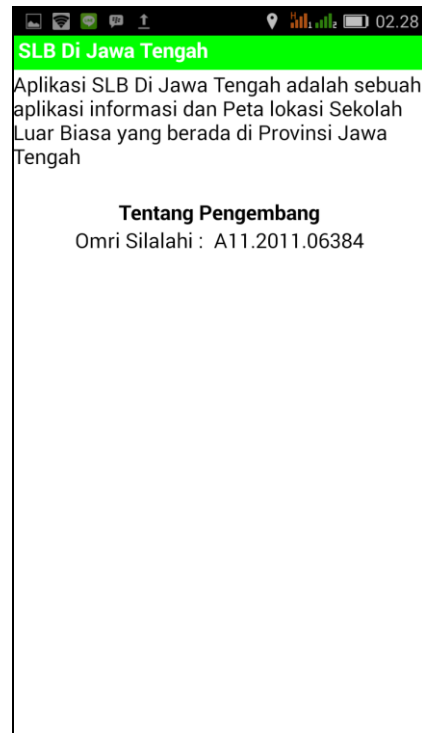 02.28
SLB Di Jawa Tengah
Aplikasi SLB Di Jawa Tengah adalah sebuah
aplikasi informasi dan Peta lokasi Sekolah
Luar Biasa yang berada di Provinsi Jawa
Tengah
Tentang Pengembang
Omri Silalahi : A11.2011.06384